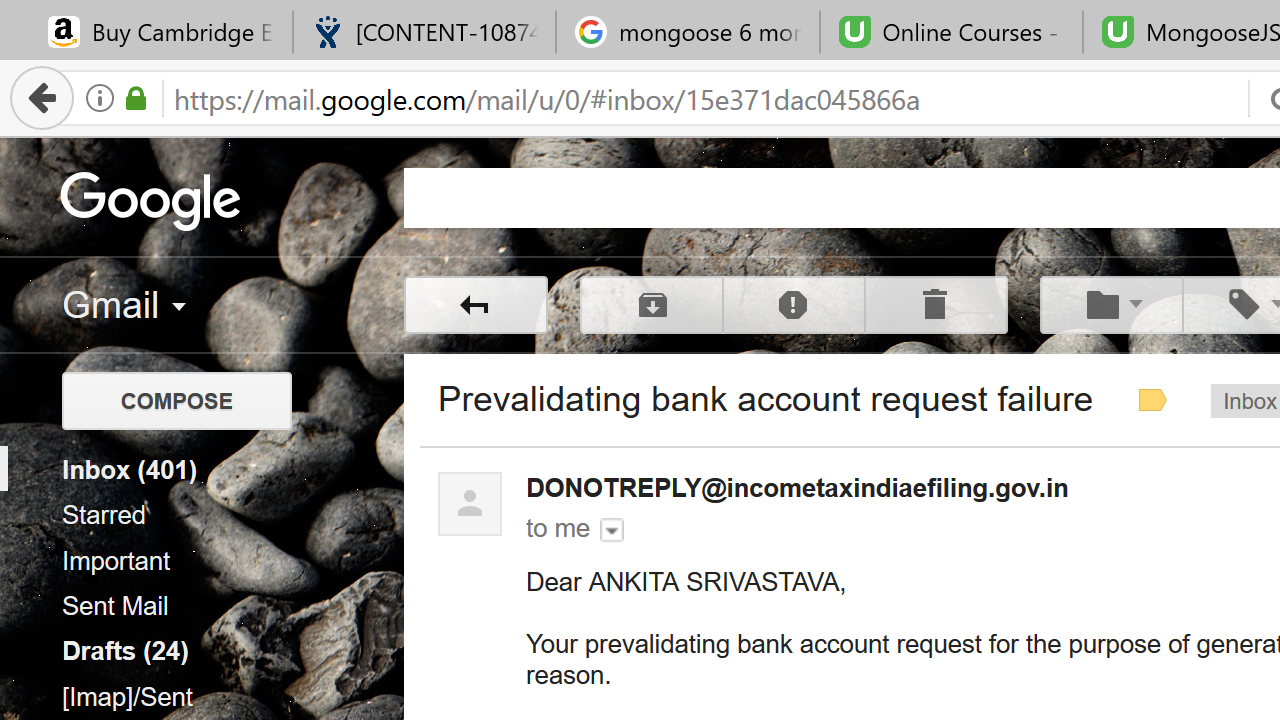 Buy Cambridge E
[CONTENT-10874
mongoose 6 mon
Online Courses -
MongooseJS
https://mail.google.com/mail/u/0/#inbox/15e371dac045866a
Google
Gmail
COMPOSE
Prevalidating bank account request failure
Inbox
Inbox (401)
DONOTREPLY@incometaxindiaefiling.gov.in
Starred
to me
Important
Dear ANKITA SRIVASTAVA,
Sent Mail
Drafts (24)
Your prevalidating bank account request for the purpose of generat
reason.
[Imap]/Sent